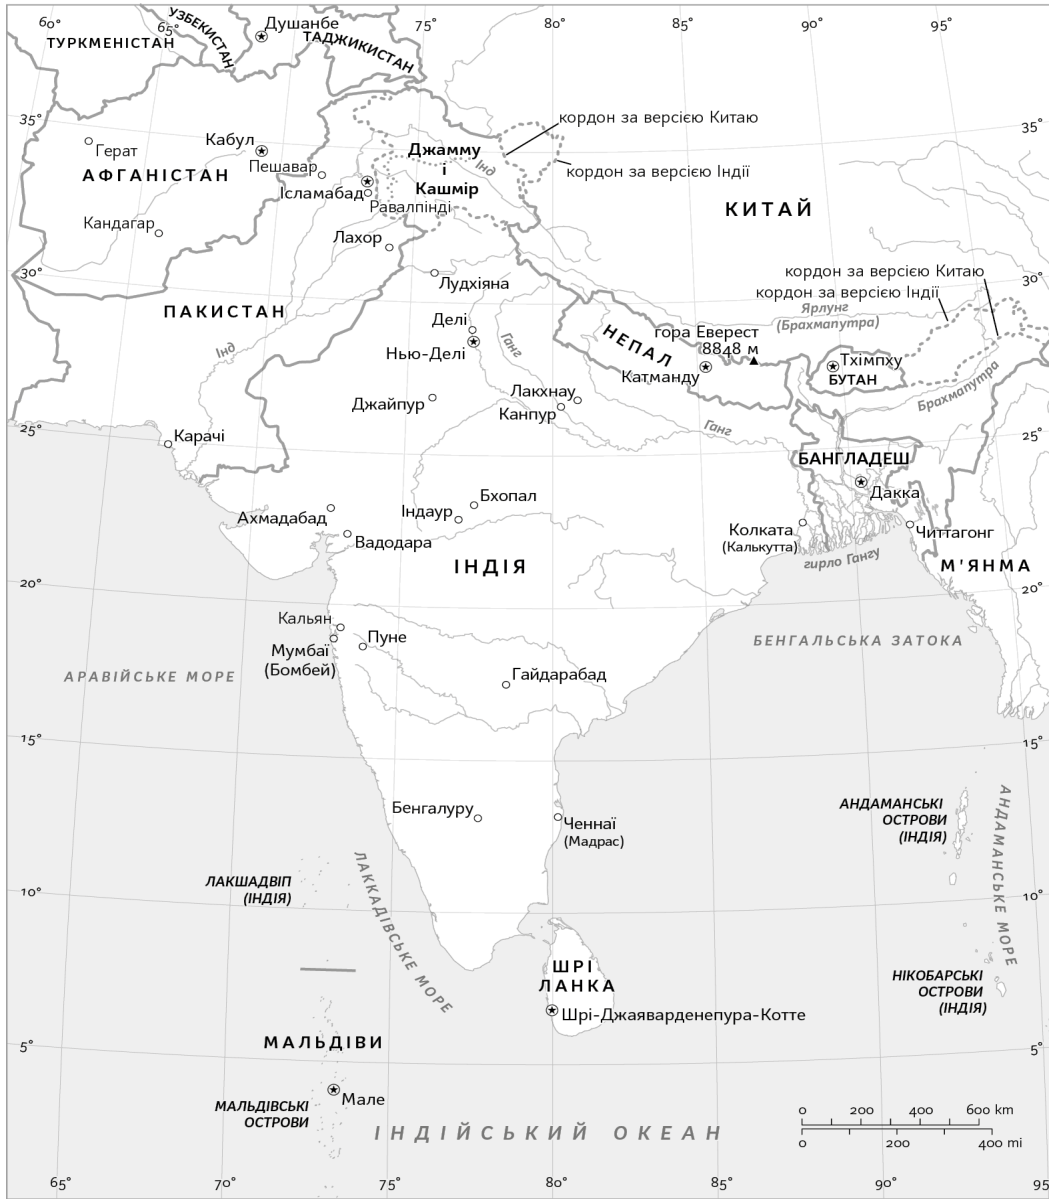 60°
65°
75°
80°
85°
90°
95°
УЗБЕКИСТАН
Душанбе
ТУРКМЕНІСТАН
ТАДЖИКИСТАН
35°
35°
кордон за версією Китаю
кордон за версією Індії
Герат
Кабул
Пешавар
АФГАНІСТАН
Джамму
і
Кашмір
Інд
Ісламабад
Равалпінді
КИТАЙ
Кандагар
Лахор
30°
30°
кордон за версією Китаю
кордон за версією Індії
Лудхіяна
ПАКИСТАН
Ярлунг
(Брахмапутра)
Делі
Ганг
НЕПАЛ
гора Еверест
8848 м
Інд
Нью-Делі
Катманду
Тхімпху
БУТАН
Лакхнау
Джайпур
Канпур
Брахмапутра
Ганг
25°
25°
Карачі
БАНГЛАДЕШ
Дакка
Бхопал
Індаур
Ахмадабад
Вадодара
Колката
(Калькутта)
Читтагонг
гирло Гангу
ІНДІЯ
М'ЯНМА
20°
20°
Кальян
Мумбаї
(Бомбей)
Пуне
БЕНГАЛЬСЬКА ЗАТОКА
АРАВІЙСЬКЕ МОРЕ
Гайдарабад
15°
15°
Бенгалуру
Ченнаї
(Мадрас)
АНДАМАНСЬКІ
ОСТРОВИ
(ІНДІЯ)
АНДАМАНСЬКЕ МОРЕ
ЛАКШАДВІП
(ІНДІЯ)
ЛАККАДІВСЬКЕ МОРЕ
10°
10°
ШРІ
ЛАНКА
НІКОБАРСЬКІ
ОСТРОВИ
(ІНДІЯ)
Шрі-Джаяварденепура-Котте
МАЛЬДІВИ
5°
5°
Мале
МАЛЬДІВСЬКІ
ОСТРОВИ
ІНДІЙСЬКИЙ ОКЕАН
0 200 400 600 km
0 200 400 mi
65°
70°
75°
80°
85°
90°
95